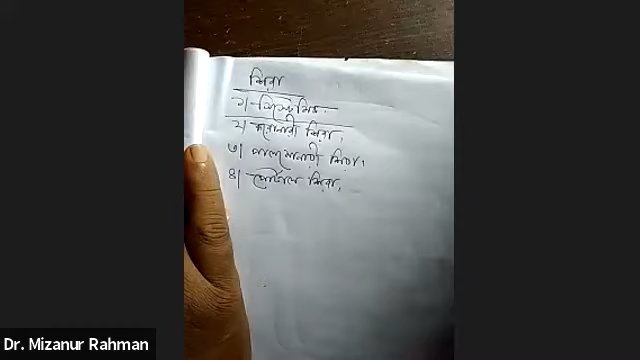 শিরা
১। সিস্টেমিক
২। করোনারী শিরা,
৩। পালমোনারী শিরা,
৪। পোর্টাল শিরা,
Dr. Mizanur Rahman